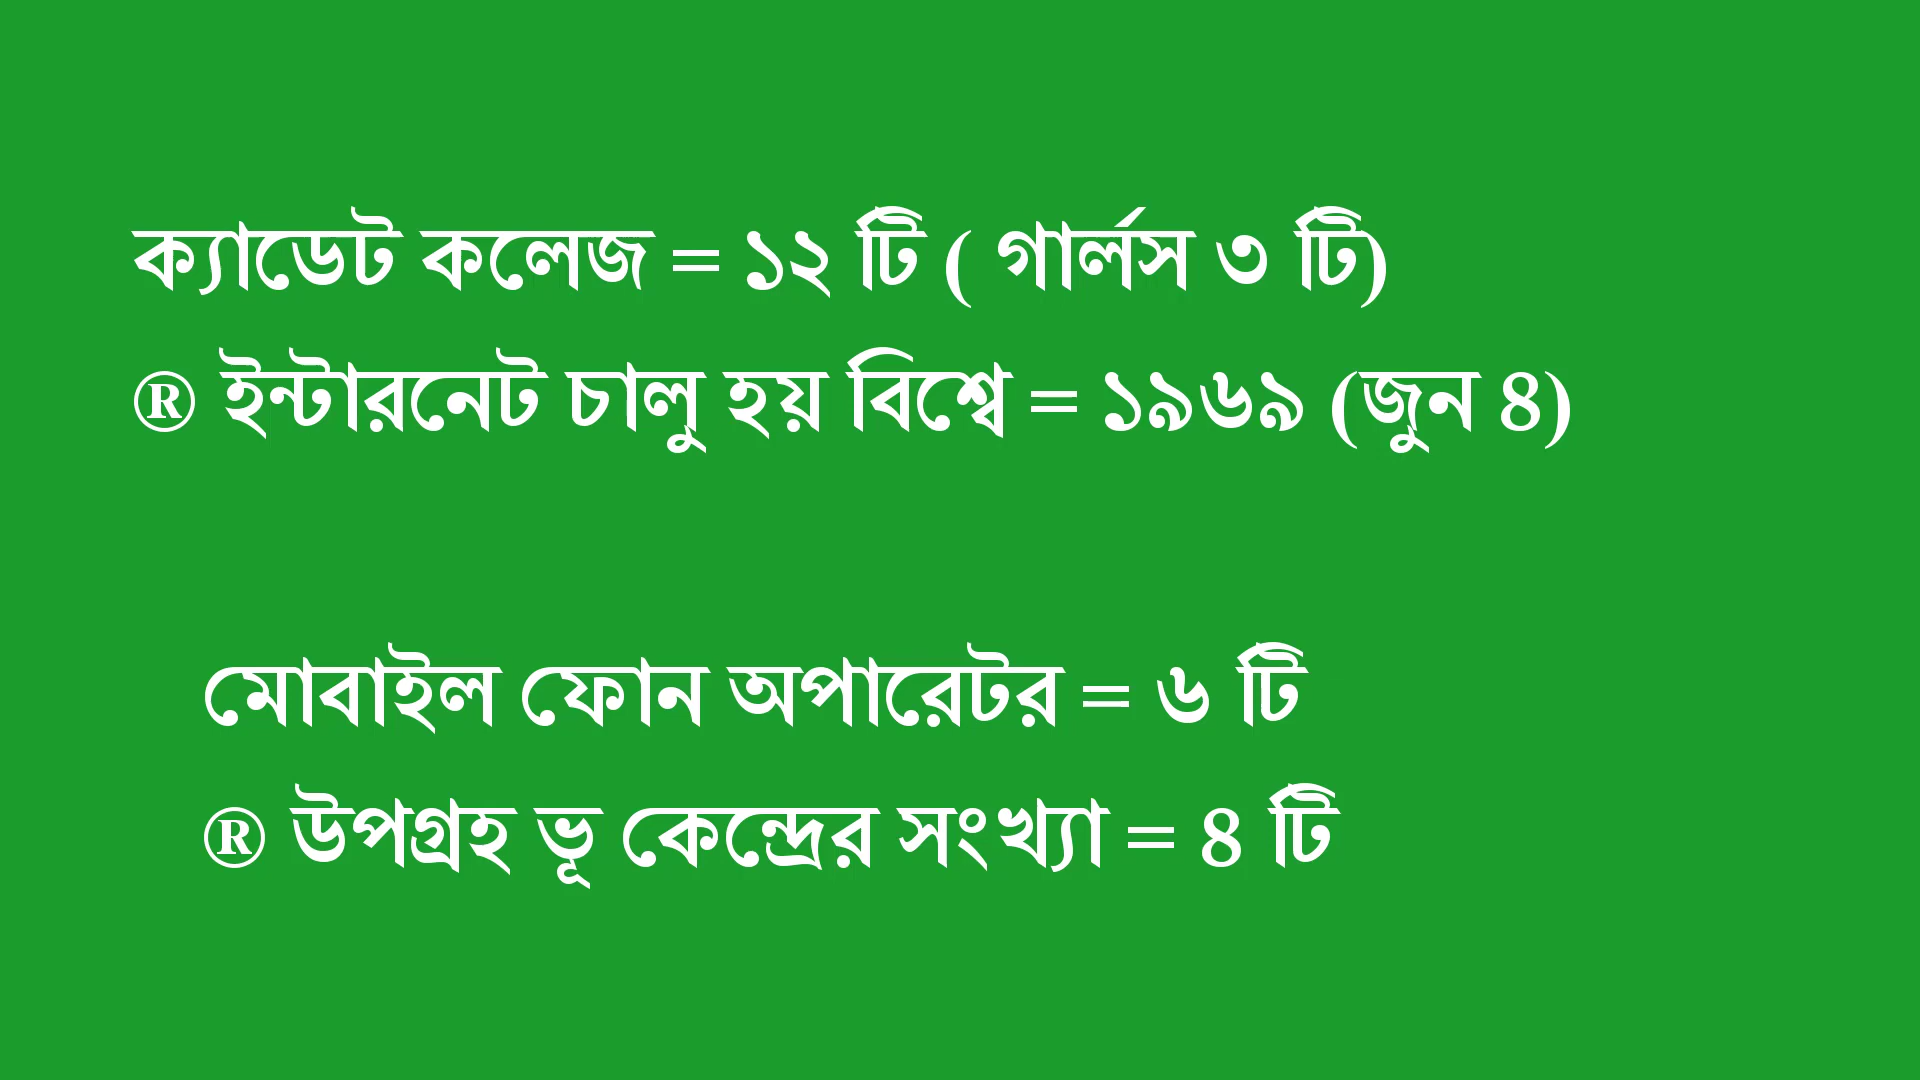 ক্যাডেট কলেজ = ১২ টি ( গার্লস ৩ টি)
® ইন্টারনেট চালু হয় বিশ্বে = ১৯৬৯ (জুন ৪)
মোবাইল ফোন অপারেটর = ৬ টি
® উপগ্রহ ভূ কেন্দ্রের সংখ্যা = ৪ টি